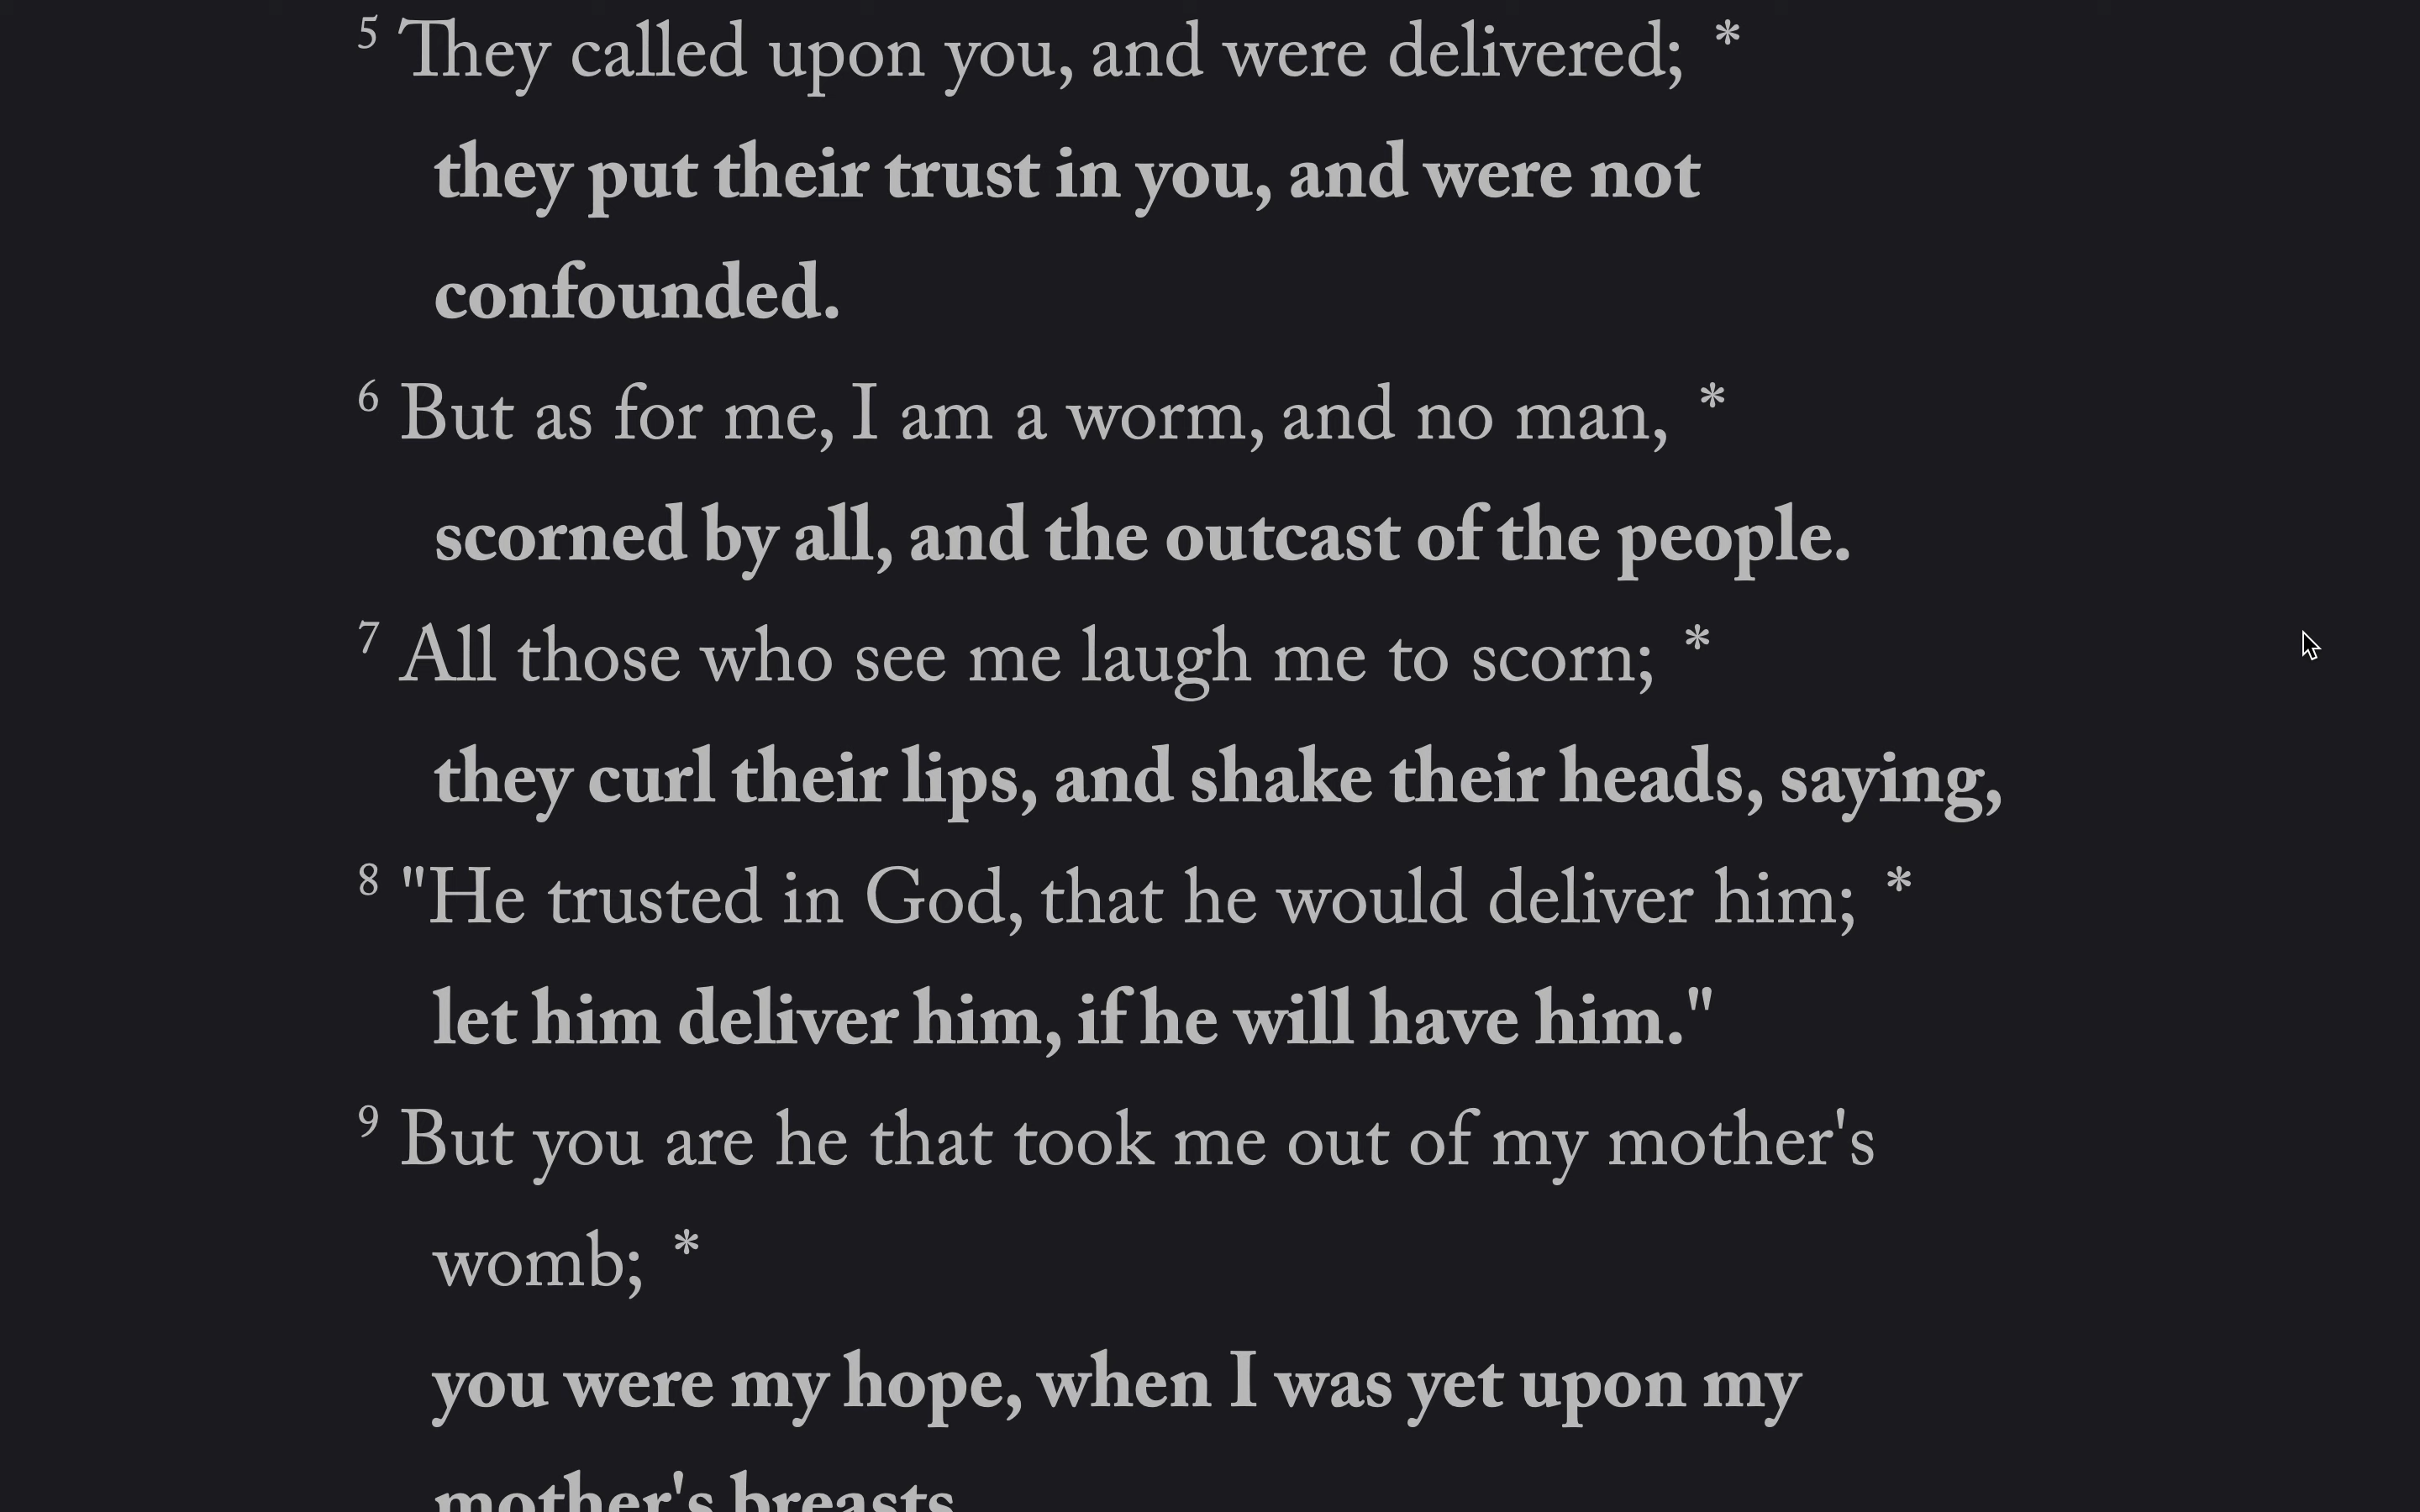 5 They called upon you, and were delivered; *
they put their trust in you, and were not
confounded.
6 But as for me, I am a worm, and no man, *
scorned by all, and the outcast of the people.
7 All those who see me laugh me to scorn; *
they curl their lips, and shake their heads, saying,
8 "He trusted in God, that he would deliver him; *
let him deliver him, if he will have him."
9 But you are he that took me out of my mother's
womb; *
you were my hope, when I was yet upon my
mother's breasts